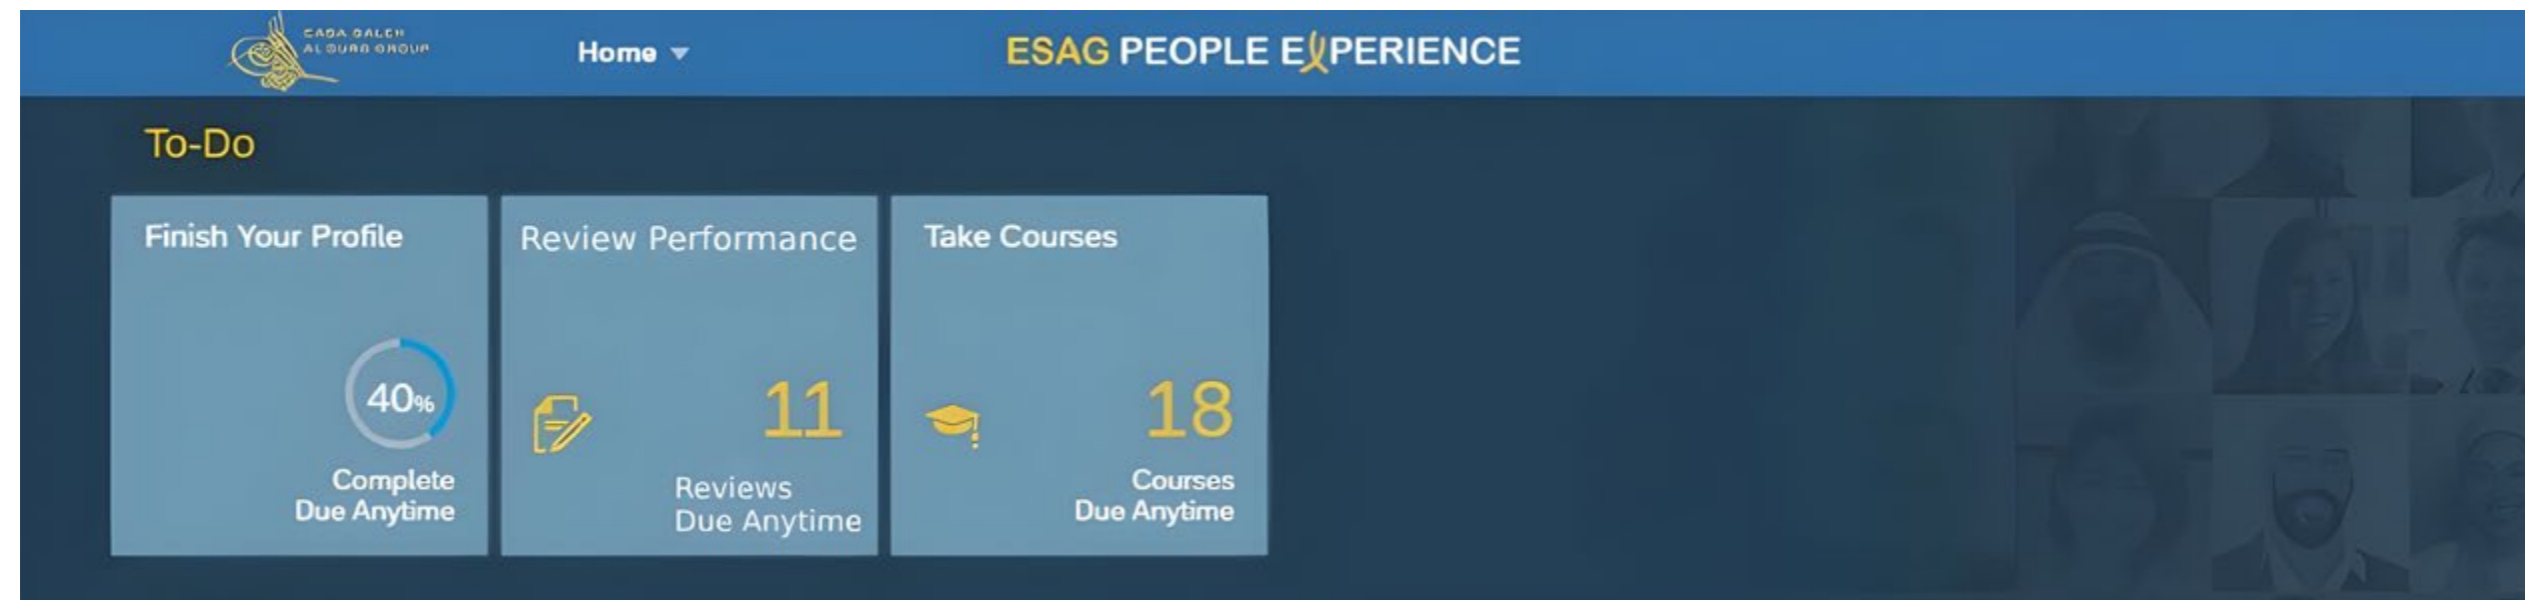 Home
ESAG PEOPLE EXPERIENCE
To-Do
Finish Your Profile
40%
Complete
Due Anytime
Review Performance
11
Reviews
Due Anytime
Take Courses
18
Courses
Due Anytime